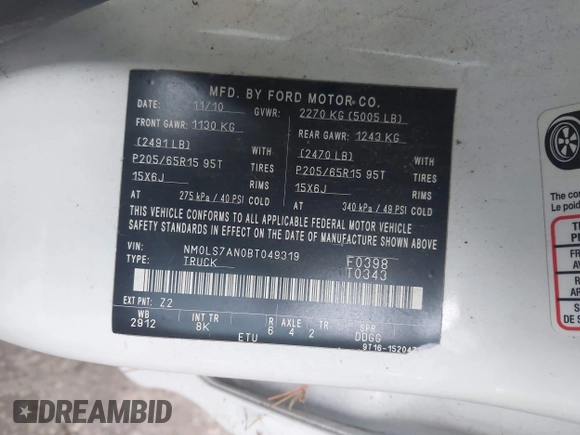 MFD. BY FORD MOTOR CO.
DATE: 11/10 GVWR: 2270 KG (5005 LB)
FRONT GAWR: 1130 KG REAR GAWR: 1243 KG
(2491 LB) WITH (2470 LB) WITH
P205/65R15 95T TIRES P205/65R15 95T TIRES
15X6J RIMS 15X6J RIMS
AT 275 kPa / 40 PSI COLD AT 340 kPa / 49 PSI COLD
THIS VEHICLE CONFORMS TO ALL APPLICABLE FEDERAL MOTOR VEHICLE
SAFETY STANDARDS IN EFFECT ON THE DATE OF MANUFACTURE SHOWN ABOVE.
VIN: NM0LS7AN0BT049319 F0398
TYPE: TRUCK T0343
EXT PNT: Z2
WB INT TR R AXLE TR SPR
2912 8K 6 4 2 DDGG
ETU
Le poid
DREAMBID